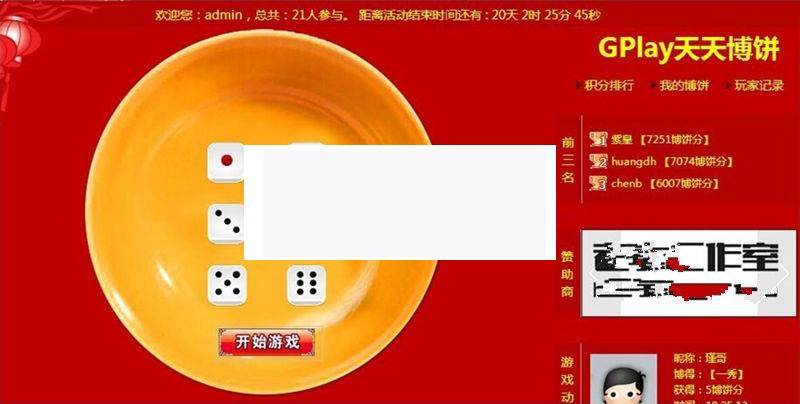 欢迎您：admin，总共：21人参与。 距离活动结束时间还有：20天 2时 25分 45秒
GPlay天天博饼
积分排行 我的博饼 玩家记录
前三名
1 紫皇 【7251博饼分】
2 huangdh 【7074博饼分】
3 chenb 【6007博饼分】
赞助商
工作室
开始游戏
游戏动
昵称：瑾哥
博得：【一秀】
获得：5博饼分